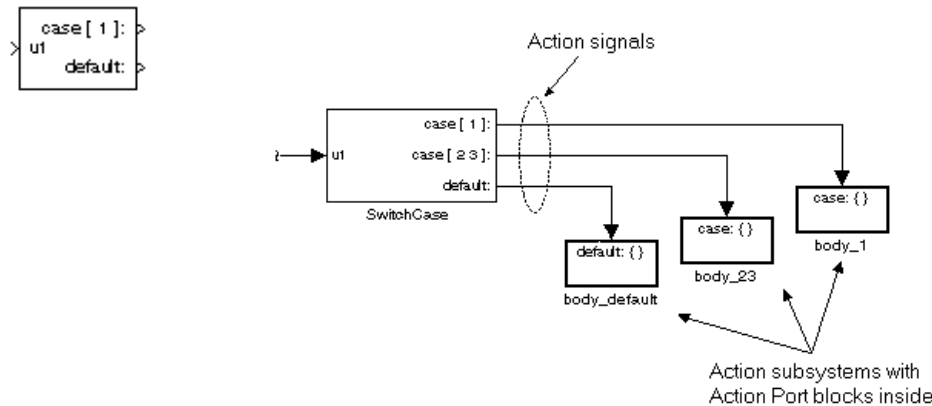 case [ 1 ]:
u1
default:
Action signals
case [ 1 ]:
u1
case [ 2 3 ]:
default:
SwitchCase
case: { }
body_1
case: { }
body_23
default: { }
body_default
Action subsystems with
Action Port blocks inside